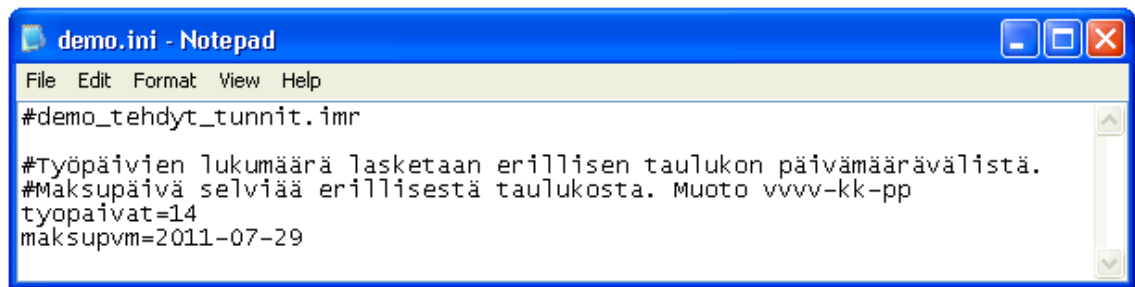 demo.ini - Notepad
File Edit Format View Help
#demo_tehdyt_tunnit.imr
#Työpäivien lukumäärä lasketaan erillisen taulukon päivämäärävälistä.
#Maksupäivä selviää erillisestä taulukosta. Muoto vvvv-kk-pp
tyopaivat=14
maksupvm=2011-07-29